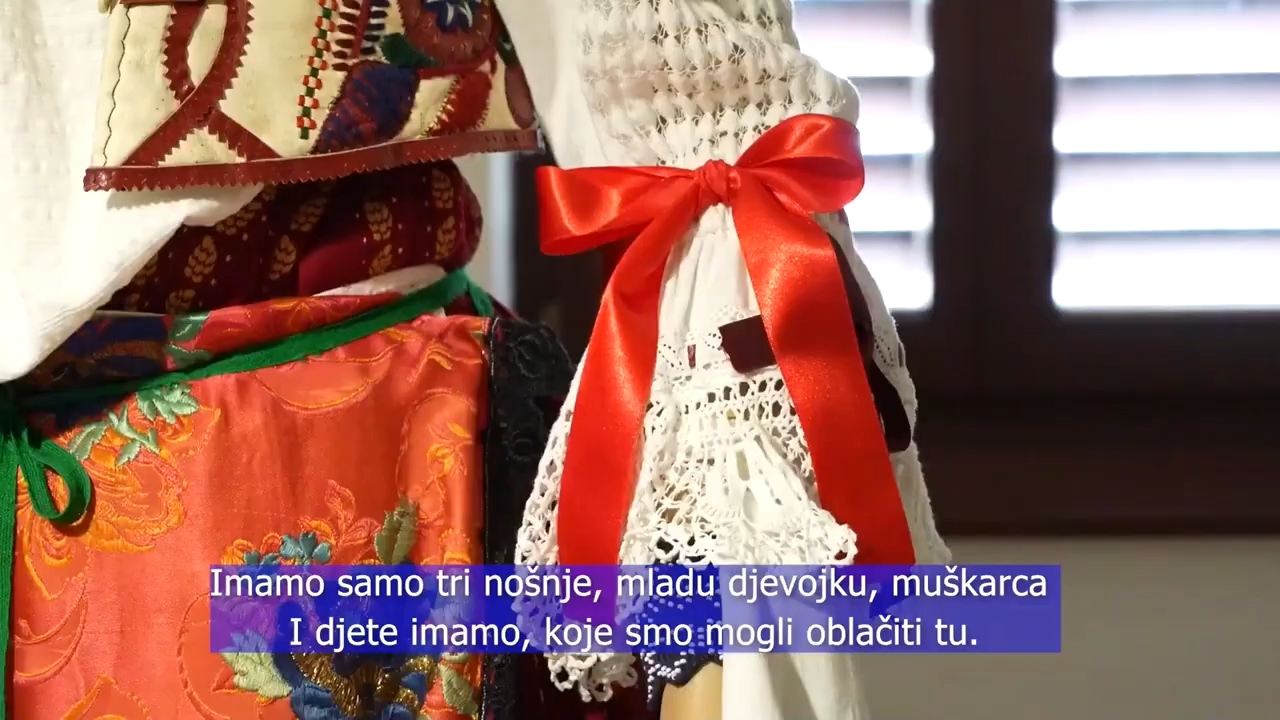 Imamo samo tri nošnje, mladu djevojku, muškarca
I djete imamo, koje smo mogli oblačiti tu.